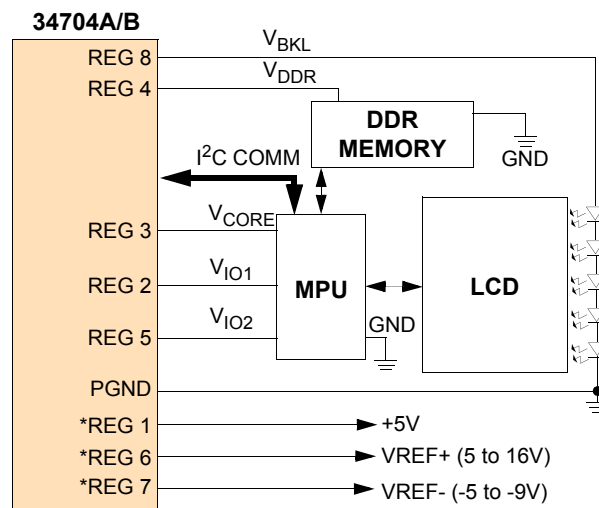 34704A/B
REG 8
V_BKL
REG 4
V_DDR
DDR
MEMORY
GND
I²C COMM
REG 3
V_CORE
REG 2
V_IO1
MPU
LCD
REG 5
V_IO2
GND
PGND
*REG 1
+5V
*REG 6
VREF+ (5 to 16V)
*REG 7
VREF- (-5 to -9V)